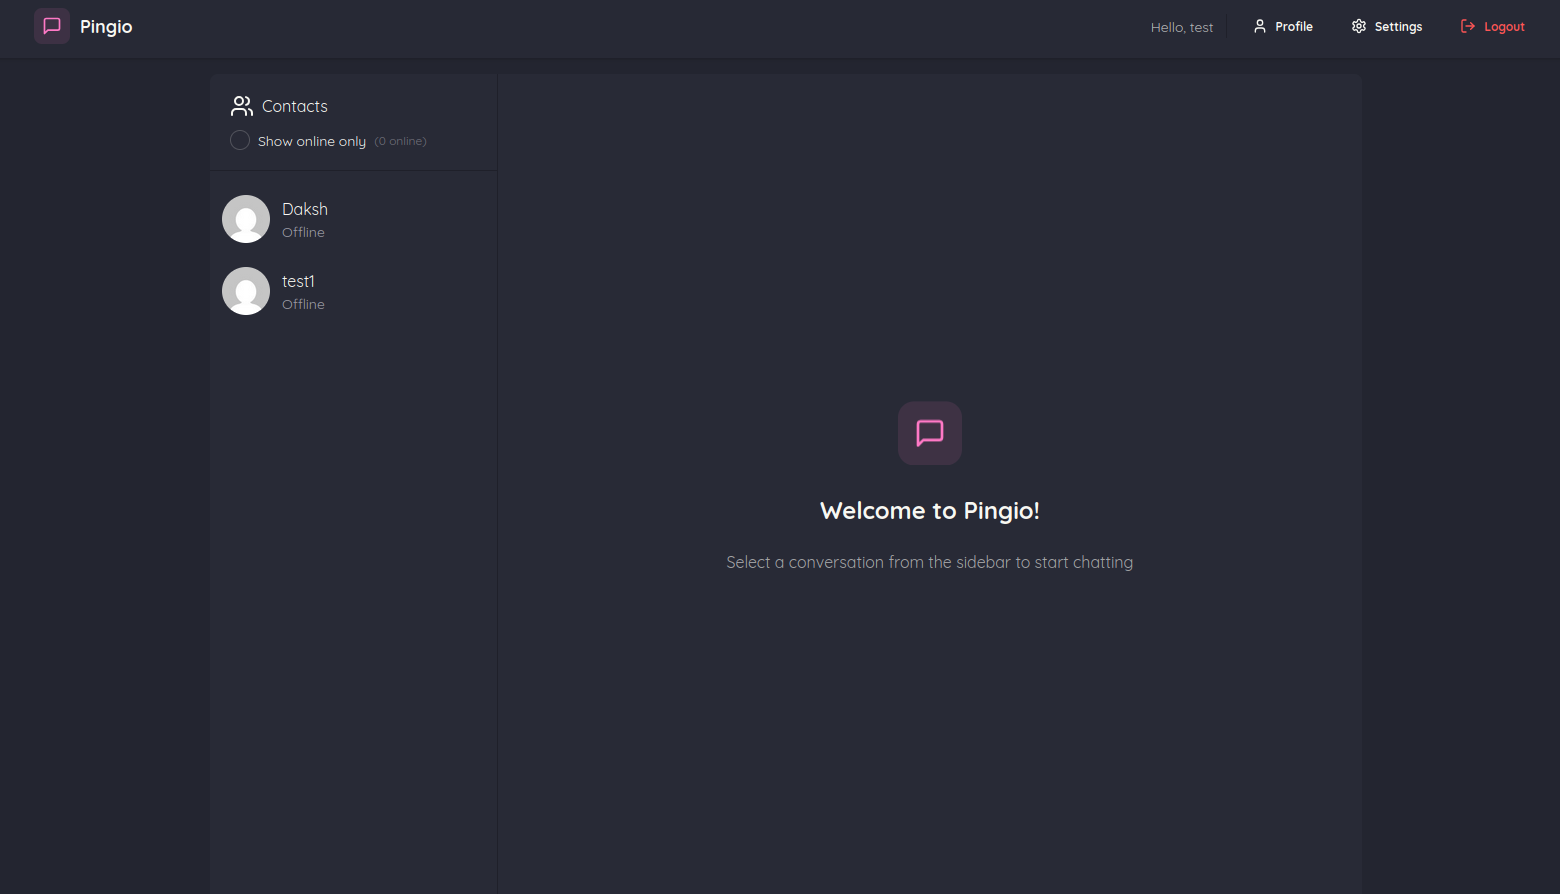 Pingio
Hello, test
Profile
Settings
Logout
Contacts
Show online only (0 online)
Daksh
Offline
test1
Offline
Welcome to Pingio!
Select a conversation from the sidebar to start chatting